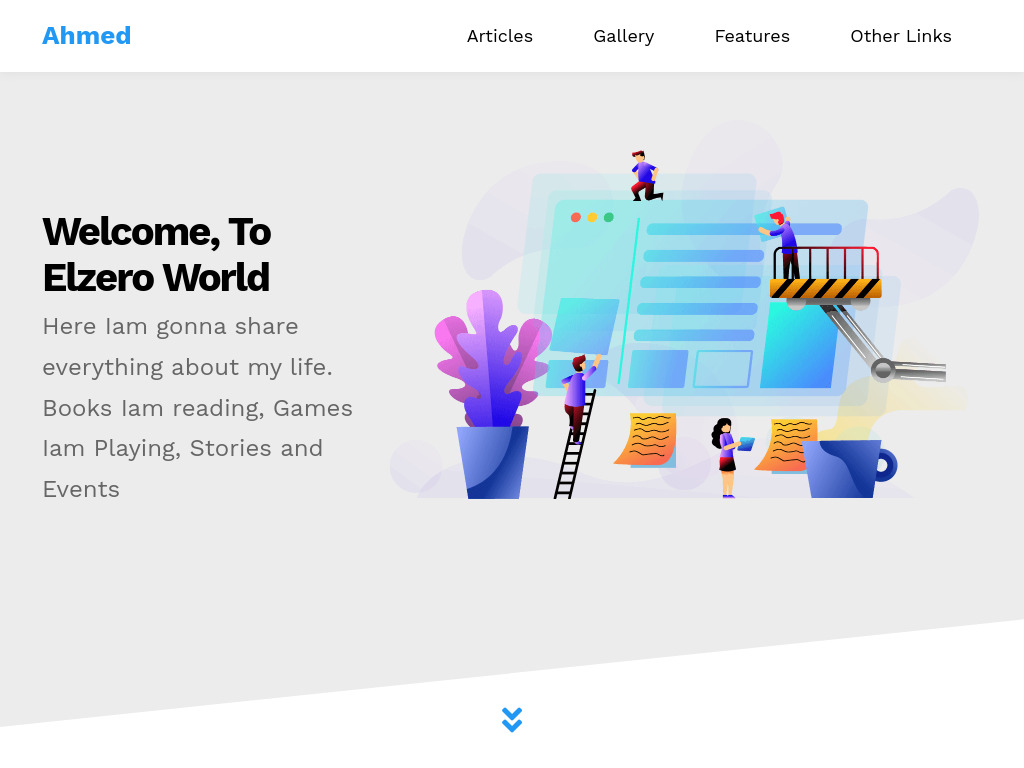 Ahmed
Articles
Gallery
Features
Other Links
Welcome, To
Elzero World
Here Iam gonna share
everything about my life.
Books Iam reading, Games
Iam Playing, Stories and
Events